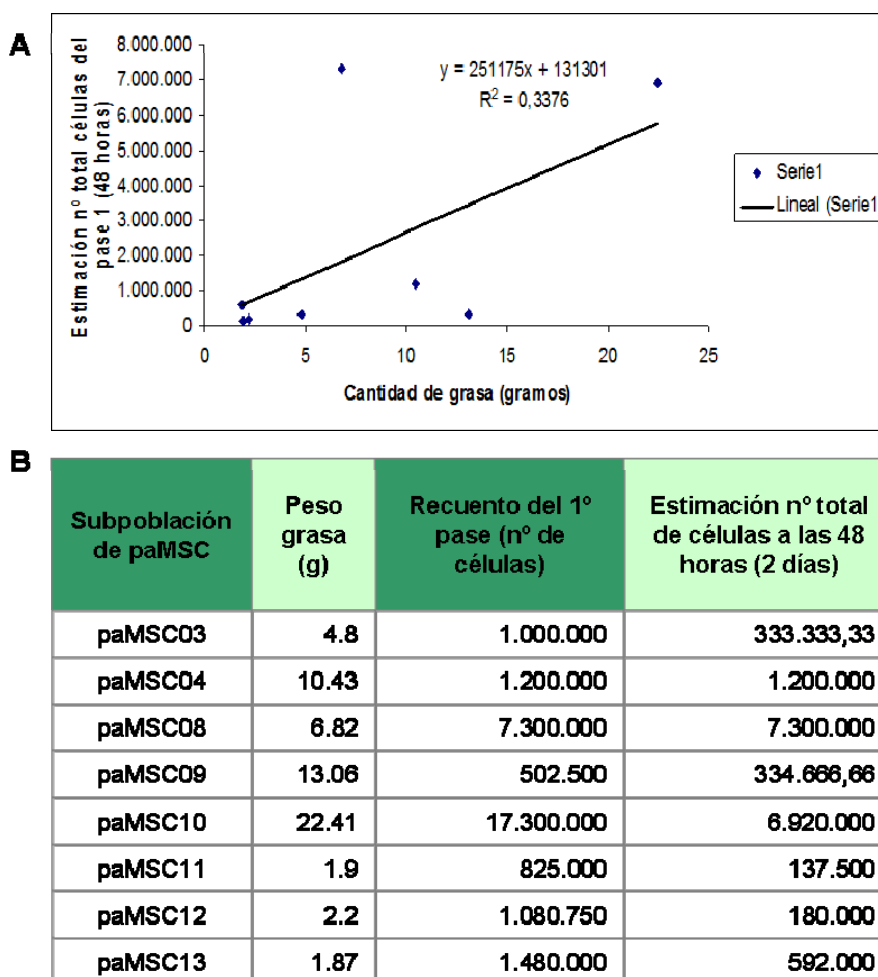 A
Estimación nº total células del
pase 1 (48 horas)
8.000.000
7.000.000
6.000.000
5.000.000
4.000.000
3.000.000
2.000.000
1.000.000
0
y = 251175x + 131301
R² = 0,3376
0 5 10 15 20 25
Cantidad de grasa (gramos)
Serie1
Lineal (Serie1
B
Subpoblación
de paMSC
Peso
grasa
(g)
Recuento del 1º
pase (nº de
células)
Estimación nº total
de células a las 48
horas (2 días)
paMSC03 4.8 1.000.000 333.333,33
paMSC04 10.43 1.200.000 1.200.000
paMSC08 6.82 7.300.000 7.300.000
paMSC09 13.06 502.500 334.666,66
paMSC10 22.41 17.300.000 6.920.000
paMSC11 1.9 825.000 137.500
paMSC12 2.2 1.080.750 180.000
paMSC13 1.87 1.480.000 592.000